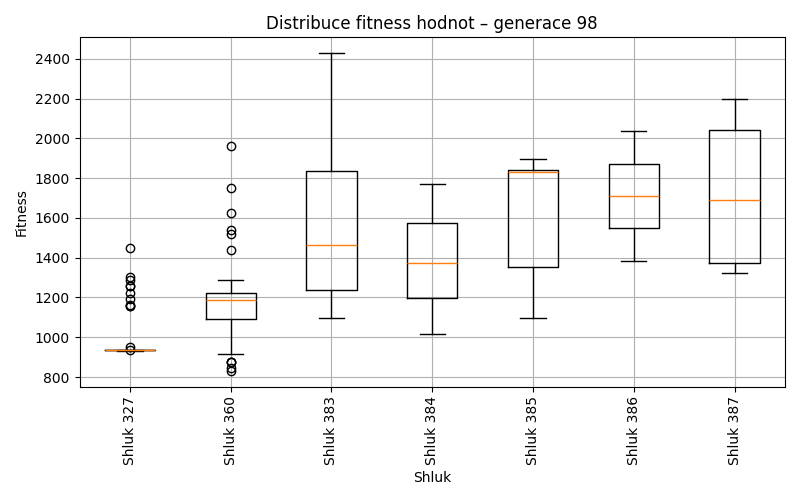 Distribuce fitness hodnot – generace 98
Fitness
2400
2200
2000
1800
1600
1400
1200
1000
800
Shluk 327
Shluk 360
Shluk 383
Shluk 384
Shluk 385
Shluk 386
Shluk 387
Shluk